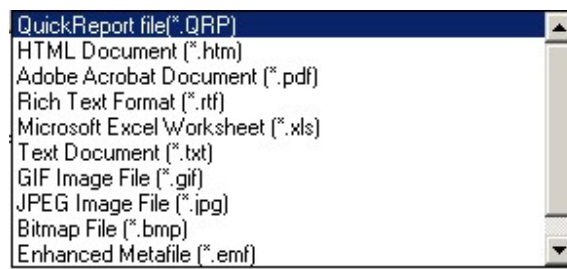 QuickReport file(*.QRP)
HTML Document (*.htm)
Adobe Acrobat Document (*.pdf)
Rich Text Format (*.rtf)
Microsoft Excel Worksheet (*.xls)
Text Document (*.txt)
GIF Image File (*.gif)
JPEG Image File (*.jpg)
Bitmap File (*.bmp)
Enhanced Metafile (*.emf)